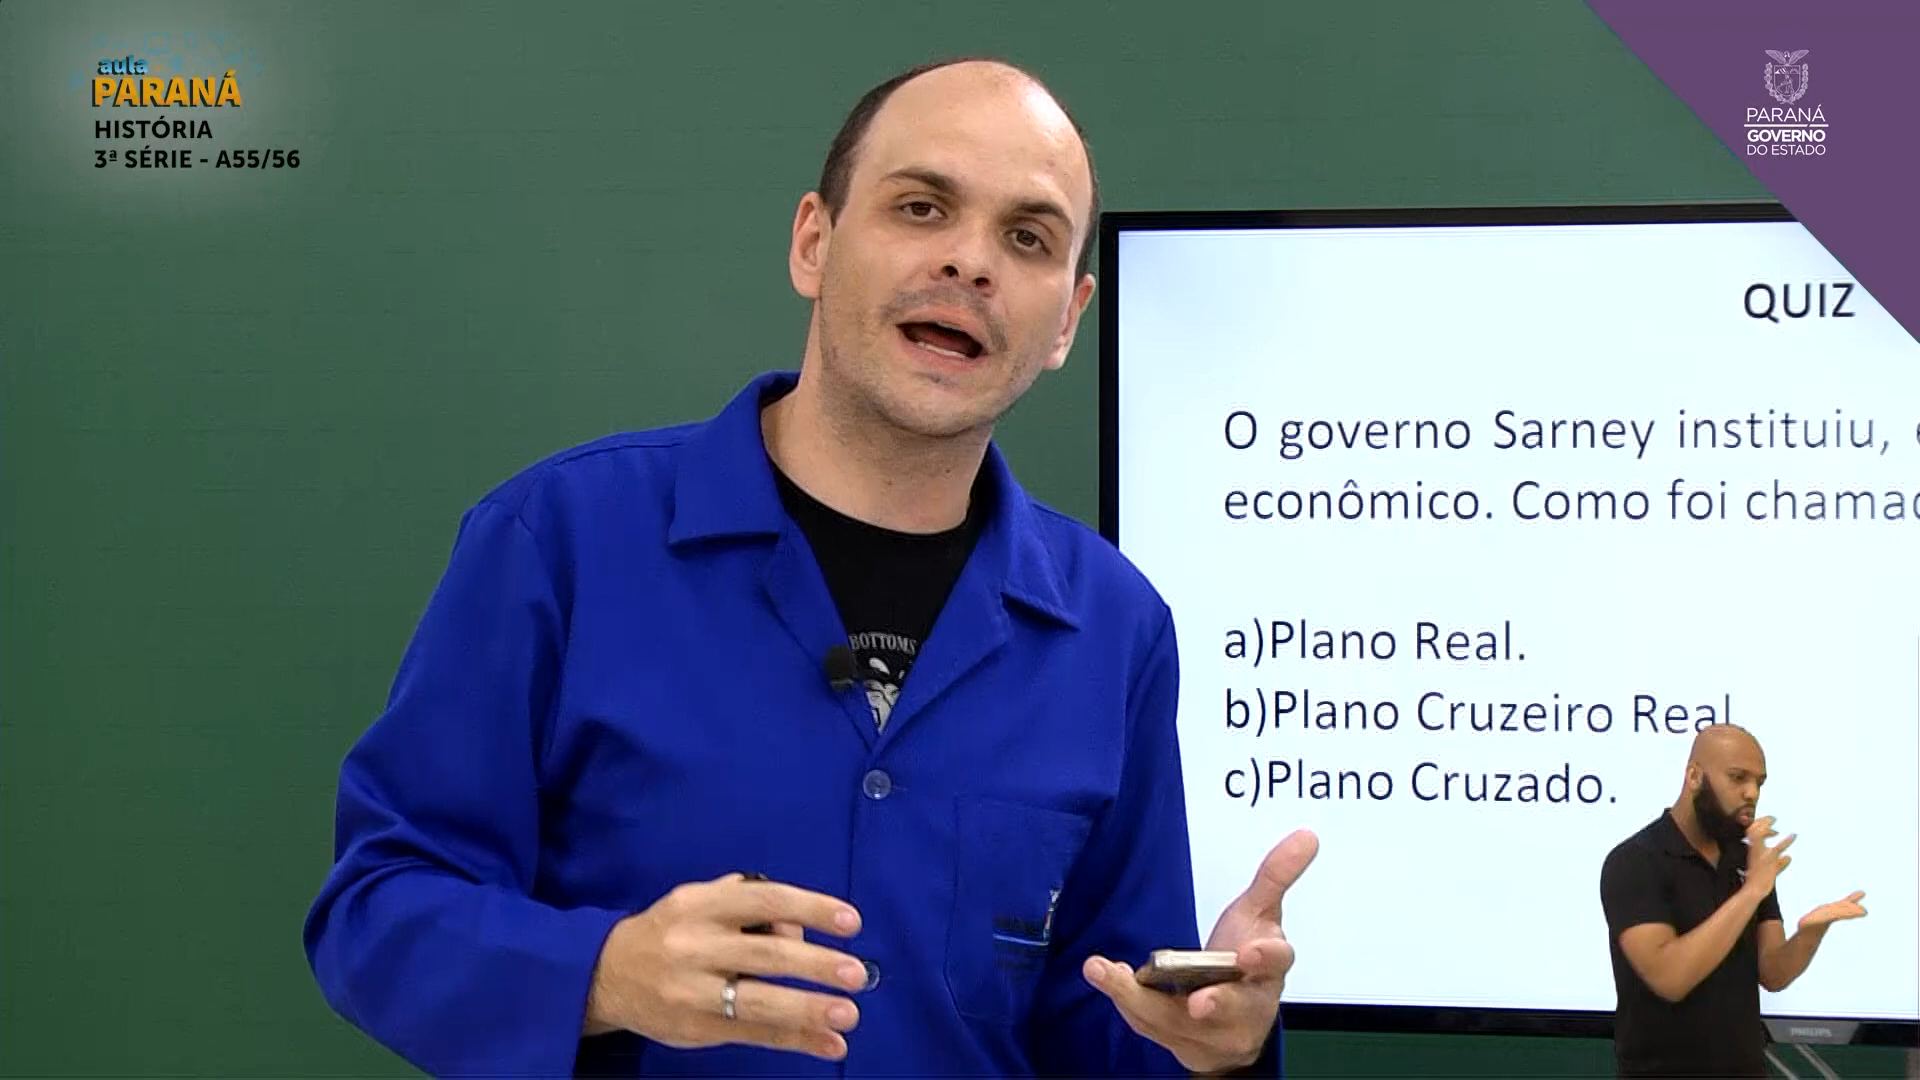 aula
PARANÁ
HISTÓRIA
3ª SÉRIE - A55/56
PARANÁ
GOVERNO
DO ESTADO
QUIZ
O governo Sarney instituiu,
econômico. Como foi
a)Plano Real.
b)Plano Cruzeiro Real
c)Plano Cruzado.
BOTTOMS
PHILIPS